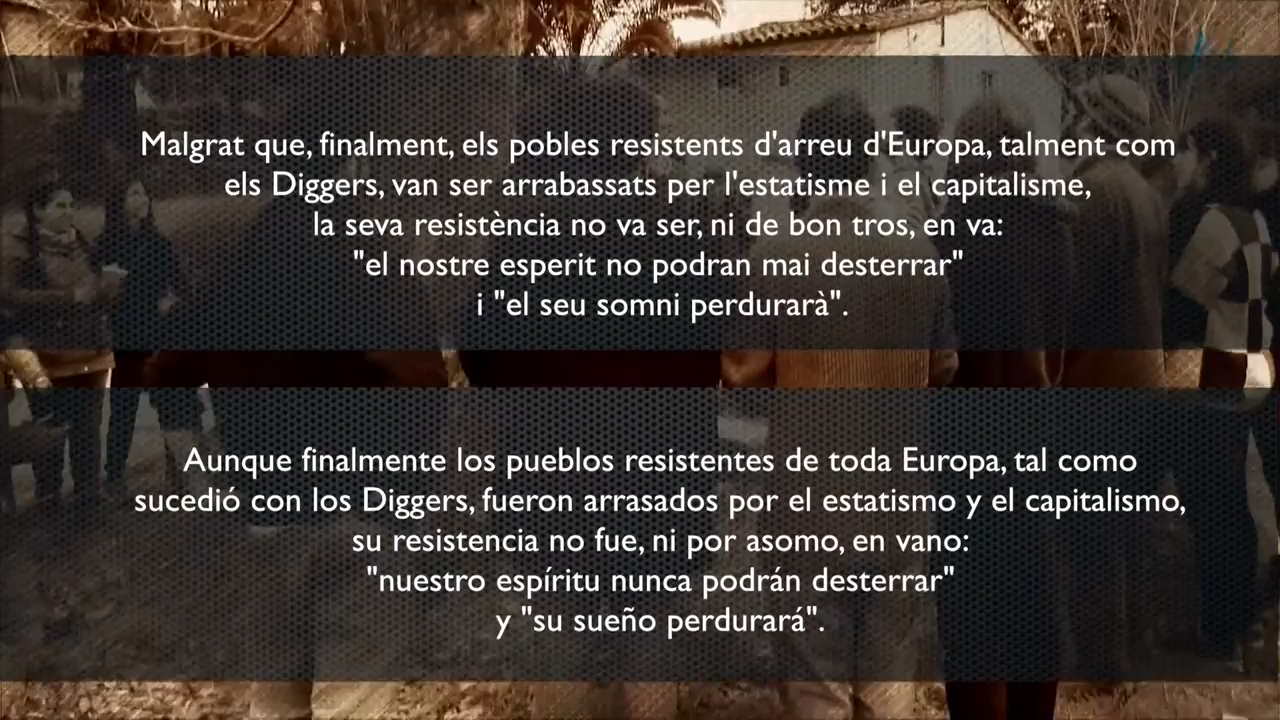 Malgrat que, finalment, els pobles resistents d'arreu d'Europa, talment com
els Diggers, van ser arrabassats per l'estatisme i el capitalisme,
la seva resistència no va ser, ni de bon tros, en va:
"el nostre esperit no podran mai desterrar"
i "el seu somni perdurarà".
Aunque finalmente los pueblos resistentes de toda Europa, tal como
sucedió con los Diggers, fueron arrasados por el estatismo y el capitalismo,
su resistencia no fue, ni por asomo, en vano:
"nuestro espíritu nunca podrán desterrar"
y "su sueño perdurará".